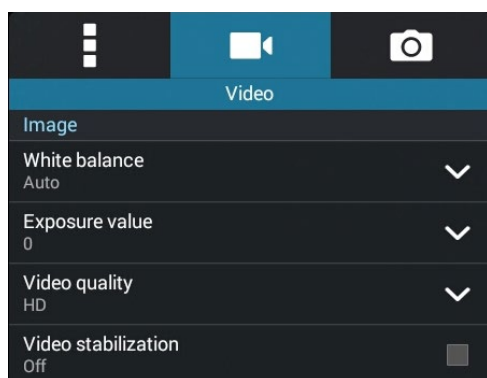 Video
Image
White balance
Auto
Exposure value
0
Video quality
HD
Video stabilization
Off